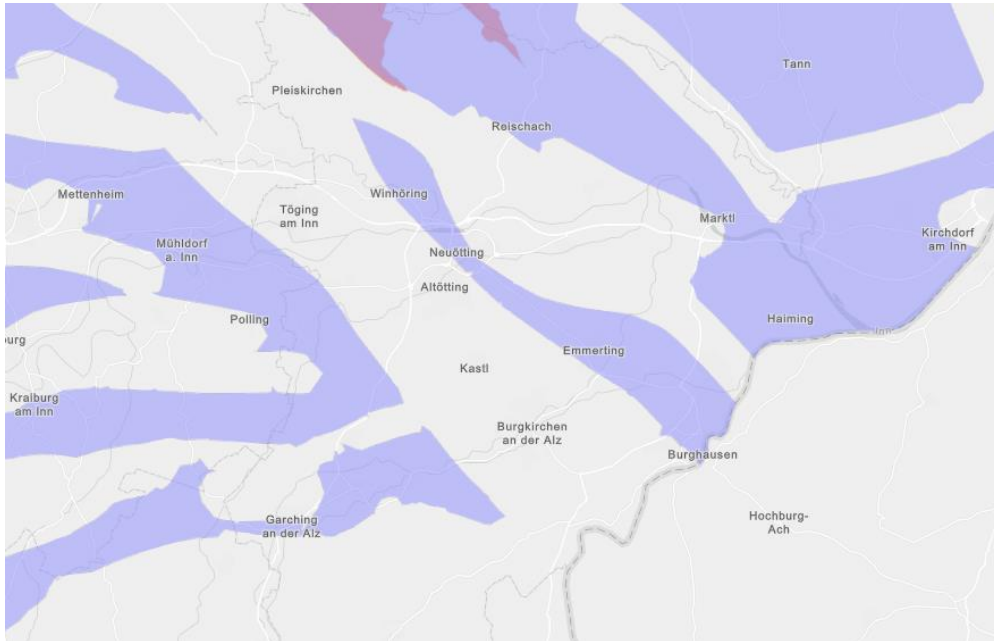 Tann
Pleiskirchen
Reischach
Mettenheim
Winhöring
Töging
am Inn
Marktl
Kirchdorf
am Inn
Mühldorf
a. Inn
Neuötting
Altötting
Polling
Haiming
Inn
urg
Emmerting
Kastl
Kraiburg
am Inn
Burgkirchen
an der Alz
Burghausen
Garching
an der Alz
Hochburg-
Ach